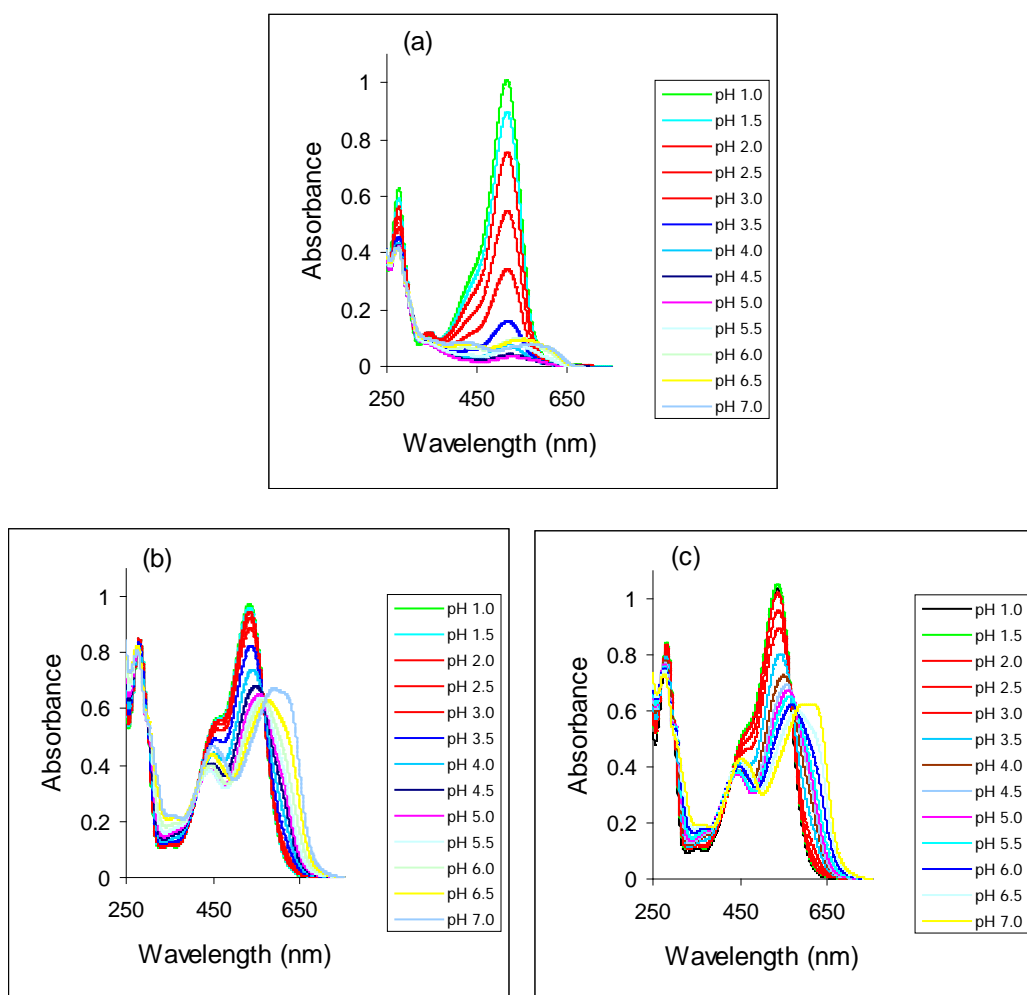 (a)
Absorbance
1
0.8
0.6
0.4
0.2
0
250 450 650
Wavelength (nm)
pH 1.0
pH 1.5
pH 2.0
pH 2.5
pH 3.0
pH 3.5
pH 4.0
pH 4.5
pH 5.0
pH 5.5
pH 6.0
pH 6.5
pH 7.0
(b)
Absorbance
1
0.8
0.6
0.4
0.2
0
250 450 650
Wavelength (nm)
pH 1.0
pH 1.5
pH 2.0
pH 2.5
pH 3.0
pH 3.5
pH 4.0
pH 4.5
pH 5.0
pH 5.5
pH 6.0
pH 6.5
pH 7.0
(c)
Absorbance
1
0.8
0.6
0.4
0.2
0
250 450 650
Wavelength (nm)
pH 1.0
pH 1.5
pH 2.0
pH 2.5
pH 3.0
pH 3.5
pH 4.0
pH 4.5
pH 5.0
pH 5.5
pH 6.0
pH 6.5
pH 7.0